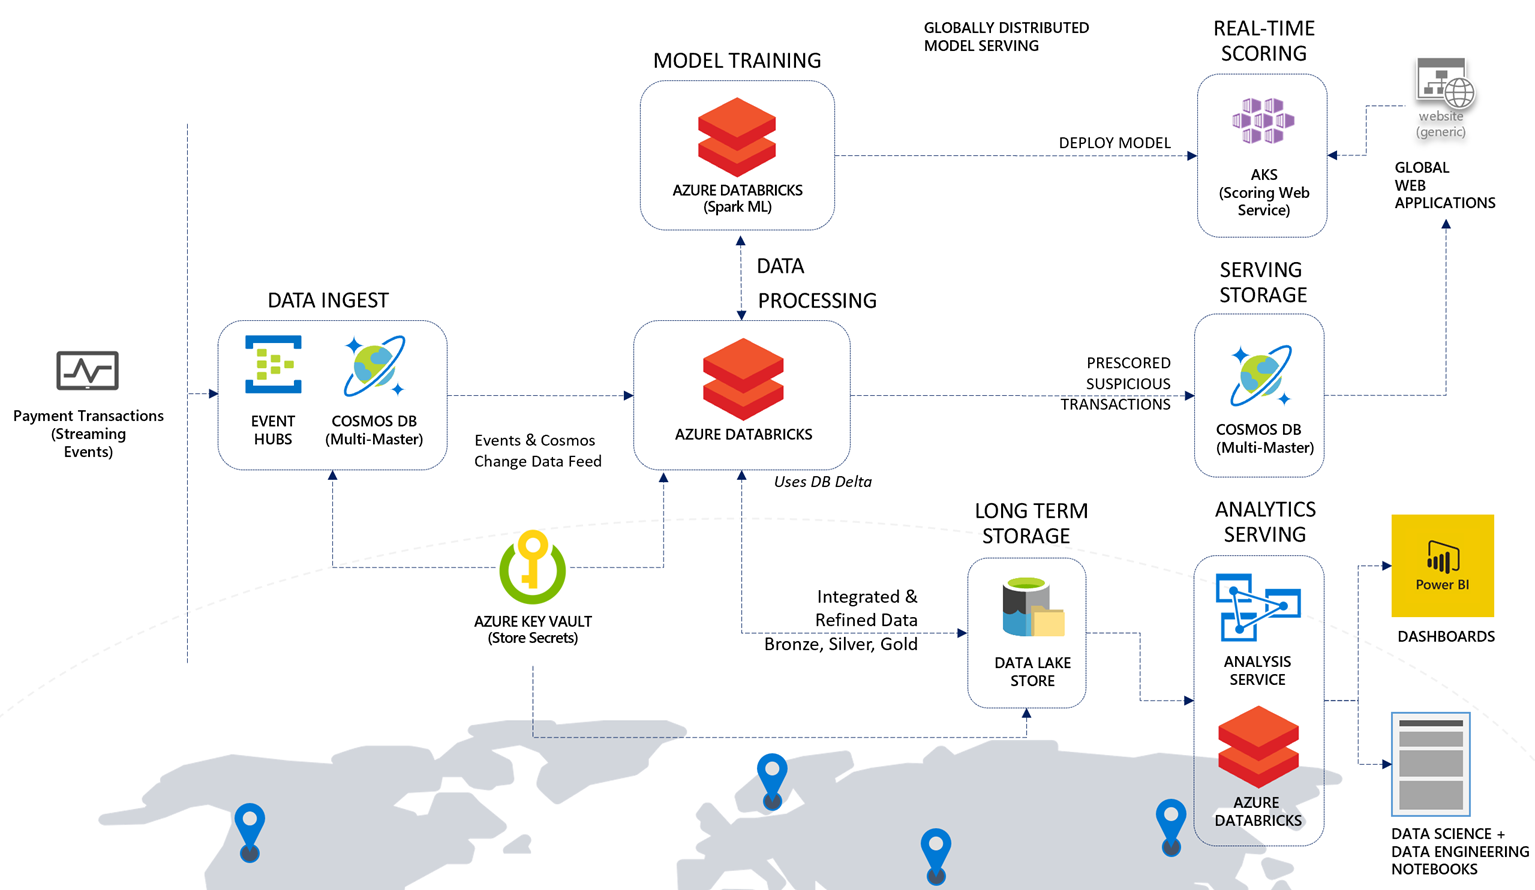 GLOBALLY DISTRIBUTED
MODEL SERVING
REAL-TIME
SCORING
MODEL TRAINING
AZURE DATABRICKS
(Spark ML)
DEPLOY MODEL
AKS
(Scoring Web
Service)
website
(generic)
GLOBAL
WEB
APPLICATIONS
DATA
PROCESSING
DATA INGEST
SERVING
STORAGE
Payment Transactions
(Streaming
Events)
EVENT
HUBS
COSMOS DB
(Multi-Master)
Events & Cosmos
Change Data Feed
AZURE DATABRICKS
Uses DB Delta
PRESCORED
SUSPICIOUS
TRANSACTIONS
COSMOS DB
(Multi-Master)
AZURE KEY VAULT
(Store Secrets)
LONG TERM
STORAGE
Integrated &
Refined Data
Bronze, Silver, Gold
DATA LAKE
STORE
ANALYTICS
SERVING
ANALYSIS
SERVICE
AZURE
DATABRICKS
Power BI
DASHBOARDS
DATA SCIENCE +
DATA ENGINEERING
NOTEBOOKS